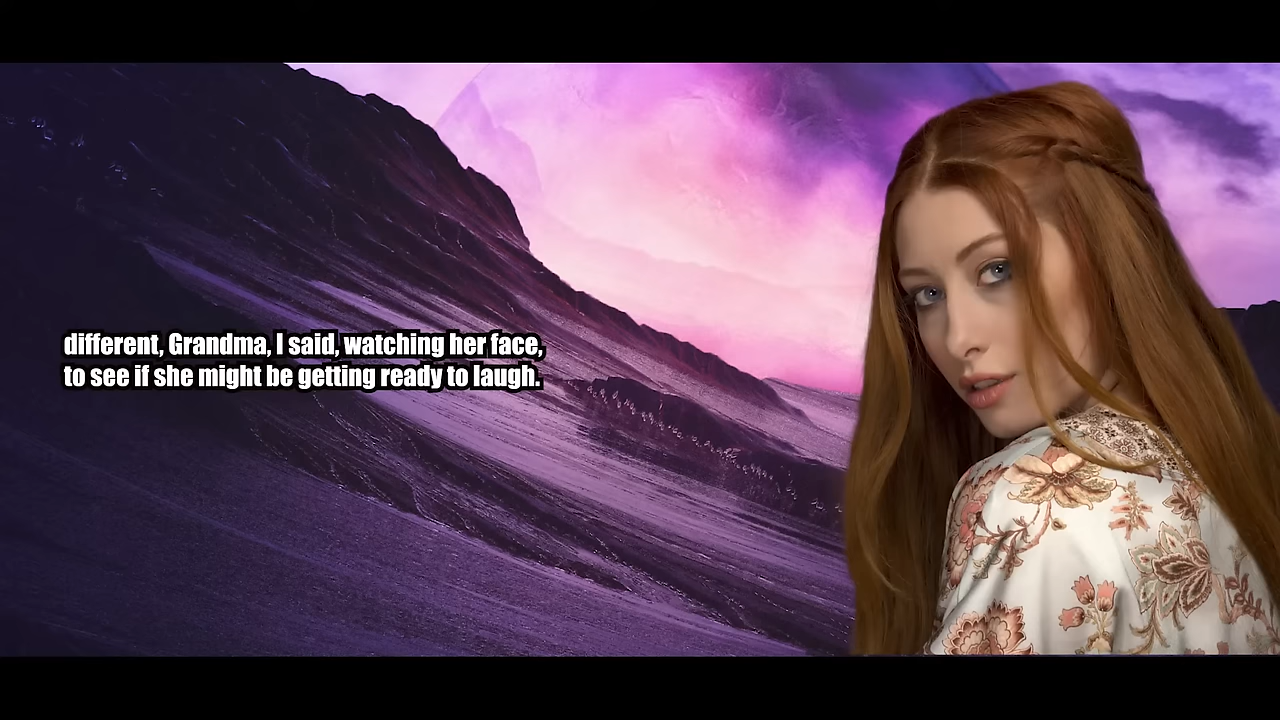 different, Grandma, I said, watching her face,
to see if she might be getting ready to laugh.